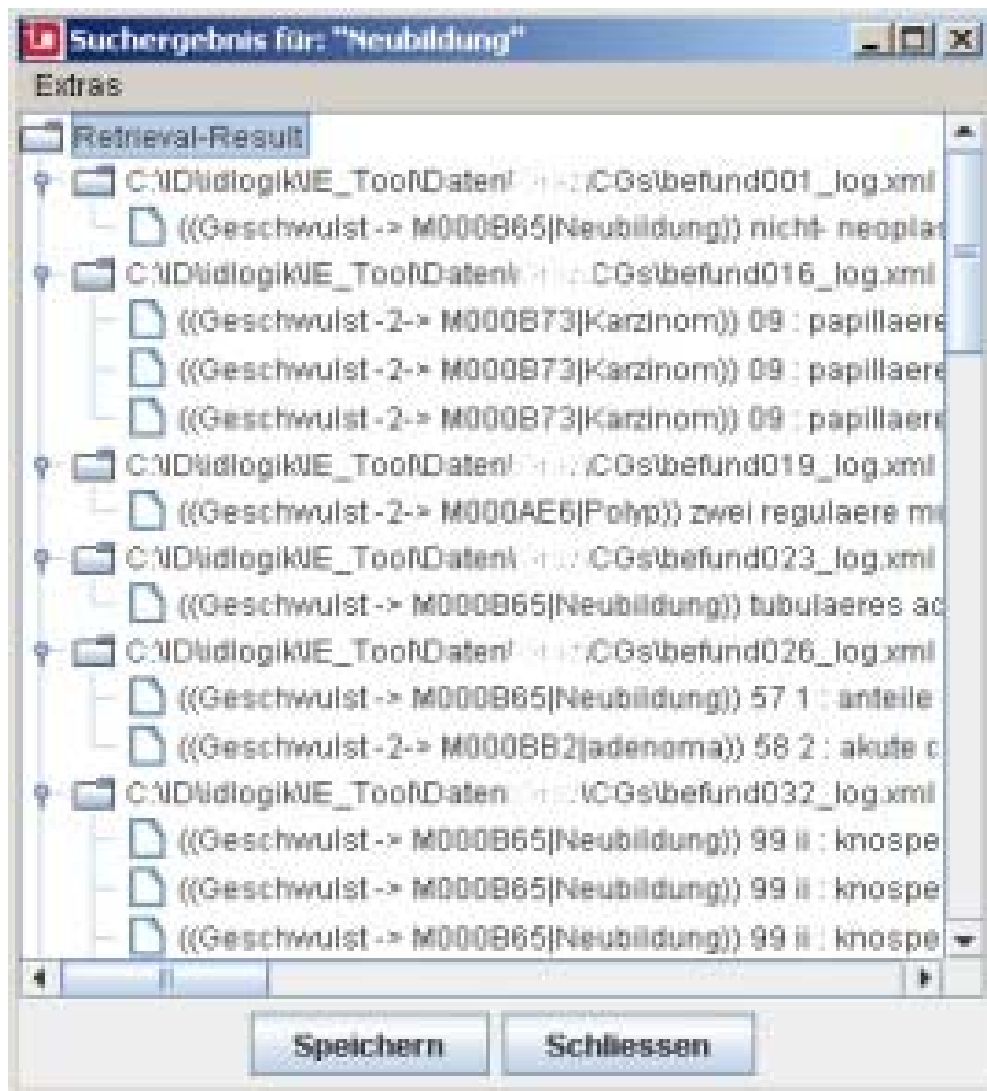 Suchergebnis für: "Neubildung"
Extras
Retrieval-Result
C:\ID\idlogik\IE_Tool\Daten\ \CGs\befund001_log.xml
((Geschwulst -> M000B65|Neubildung)) nicht- neoplas
C:\ID\idlogik\IE_Tool\Daten\ CGs\befund016_log.xml
((Geschwulst -2-> M000B73|Karzinom)) 09 : papillaere
((Geschwulst -2-> M000B73|Karzinom)) 09 : papillaere
((Geschwulst -2-> M000B73|Karzinom)) 09 : papillaere
C:\ID\idlogik\IE_Tool\Daten\ \CGs\befund019_log.xml
((Geschwulst -2-> M000AE6|Polyp)) zwei regulaere mi
C:\ID\idlogik\IE_Tool\Daten\ CGs\befund023_log.xml
((Geschwulst -> M000B65|Neubildung)) tubulaeres ad
C:\ID\idlogik\IE_Tool\Daten\ \CGs\befund026_log.xml
((Geschwulst -> M000B65|Neubildung)) 57 1 : anteile
((Geschwulst -2-> M000BB2|adenoma)) 58 2 : akute
C:\ID\idlogik\IE_Tool\Daten \CGs\befund032_log.xml
((Geschwulst -> M000B65|Neubildung)) 99 ii : knospe
((Geschwulst -> M000B65|Neubildung)) 99 ii : knospe
((Geschwulst -> M000B65|Neubildung)) 99 ii : knospe
Speichern Schliessen